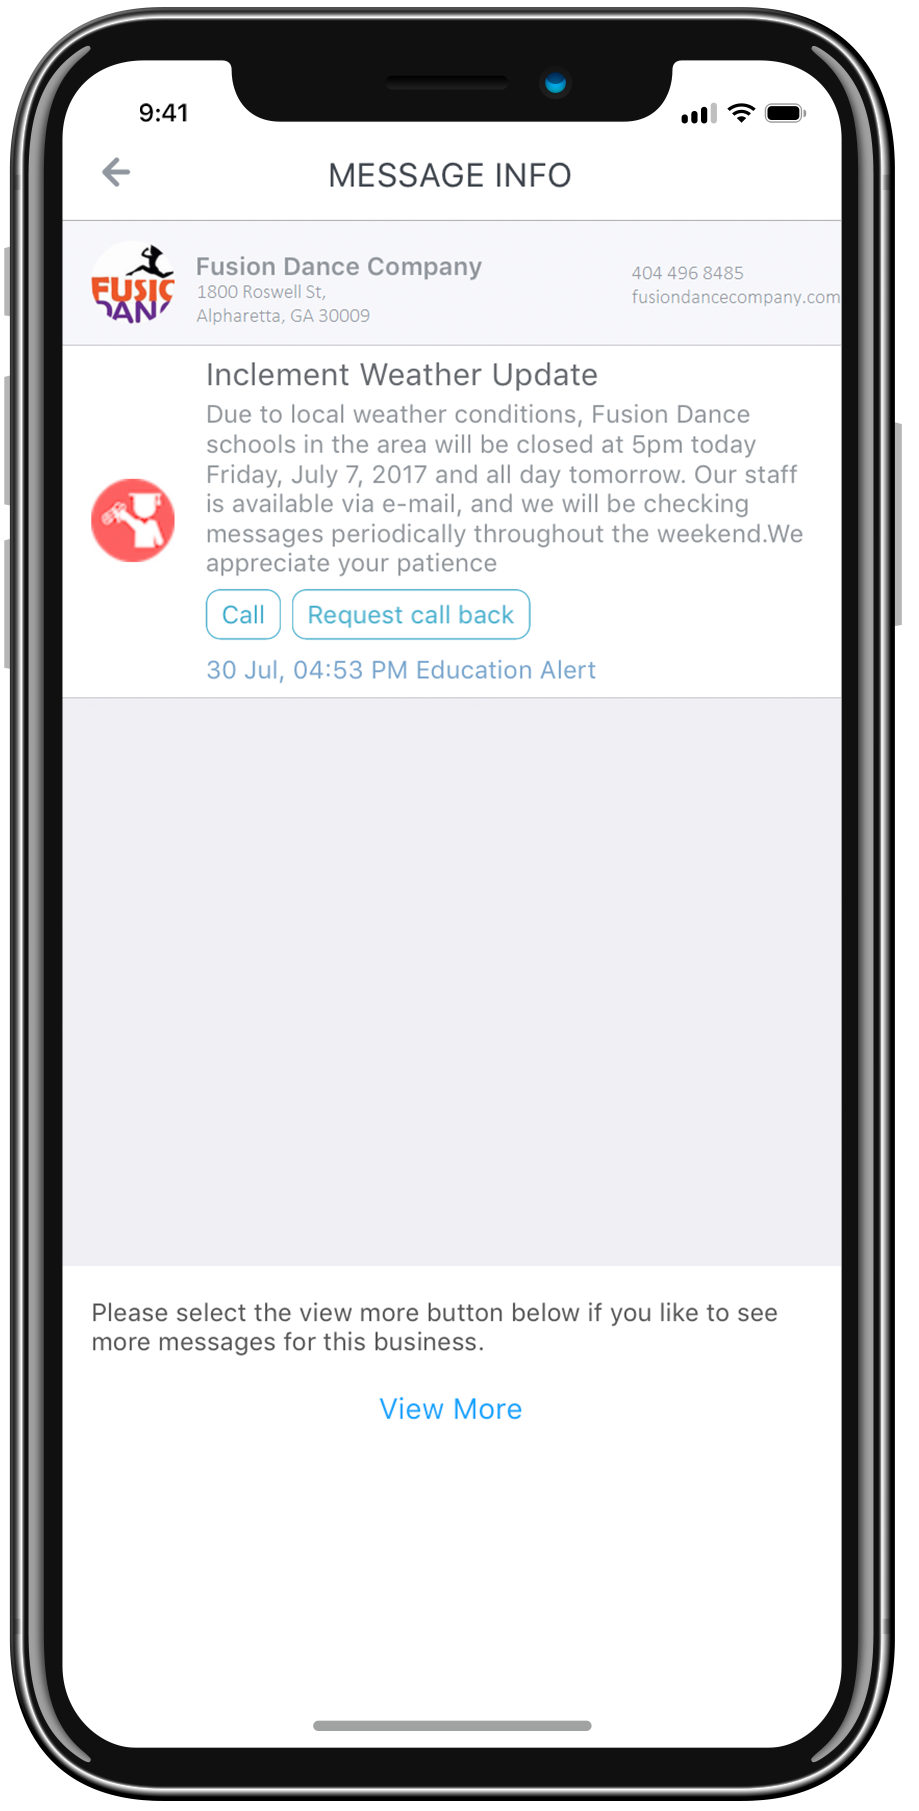 9:41
MESSAGE INFO
FUSIC
DAN
Fusion Dance Company
1800 Roswell St,
Alpharetta, GA 30009
404 496 8485
fusiondancecompany.com
Inclement Weather Update
Due to local weather conditions, Fusion Dance
schools in the area will be closed at 5pm today
Friday, July 7, 2017 and all day tomorrow. Our staff
is available via e-mail, and we will be checking
messages periodically throughout the weekend.We
appreciate your patience
Call
Request call back
30 Jul, 04:53 PM Education Alert
Please select the view more button below if you like to see
more messages for this business.
View More